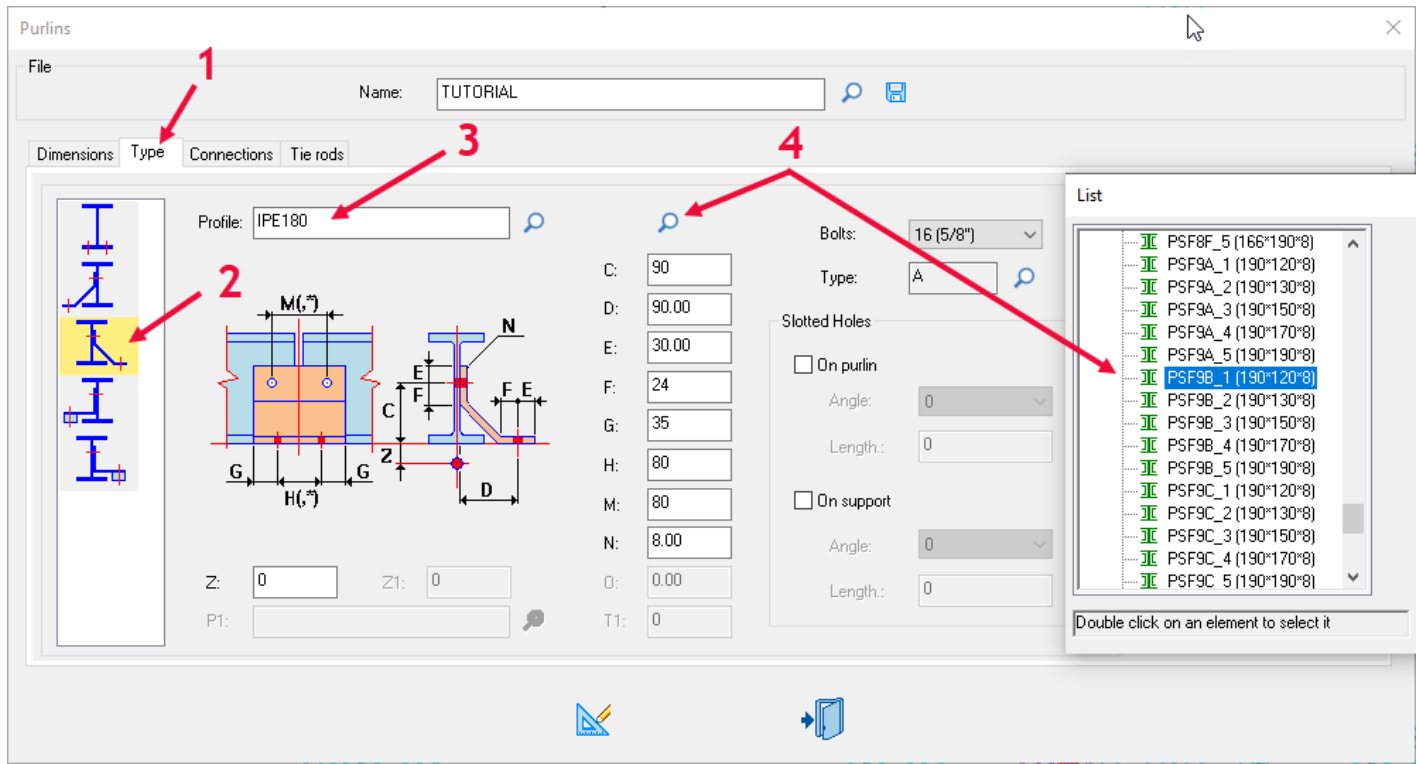 Purlins
1
File
Name: TUTORIAL
3
4
Dimensions Type Connections Tie rods
2
Profile: IPE180
M(,*)
N
E
F
C
F E
Z
G
G
D
H(,*)
Z: 0 Z1: 0
P1:
C: 90
D: 90.00
E: 30.00
F: 24
G: 35
H: 80
M: 80
N: 8.00
O: 0.00
T1: 0
Bolts: 16 (5/8")
Type: A
Slotted Holes
On purlin
Angle: 0
Length.: 0
On support
Angle: 0
Length.: 0
List
PSF8F_5 (166*190*8)
PSF9A_1 (190*120*8)
PSF9A_2 (190*130*8)
PSF9A_3 (190*150*8)
PSF9A_4 (190*170*8)
PSF9A_5 (190*190*8)
PSF9B_1 (190*120*8)
PSF9B_2 (190*130*8)
PSF9B_3 (190*150*8)
PSF9B_4 (190*170*8)
PSF9B_5 (190*190*8)
PSF9C_1 (190*120*8)
PSF9C_2 (190*130*8)
PSF9C_3 (190*150*8)
PSF9C_4 (190*170*8)
PSF9C_5 (190*190*8)
Double click on an element to select it